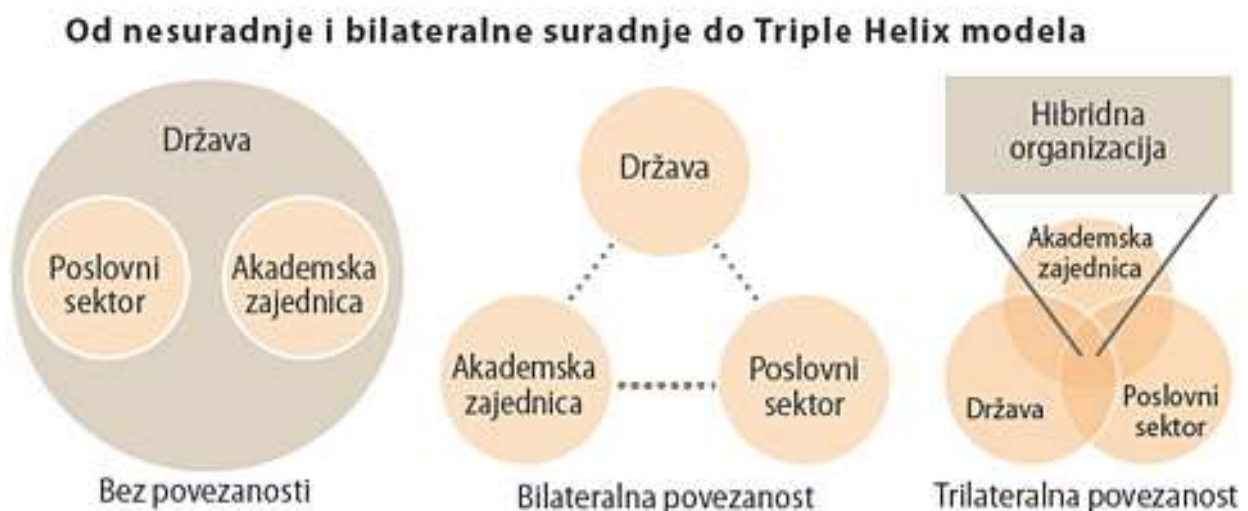 Od nesuradnje i bilateralne suradnje do Triple Helix modela
Država
Poslovni
sektor
Akademska
zajednica
Bez povezanosti
Država
Akademska
zajednica
Poslovni
sektor
Bilateralna povezanost
Hibridna
organizacija
Akademska
zajednica
Država
Poslovni
sektor
Trilateralna povezanost